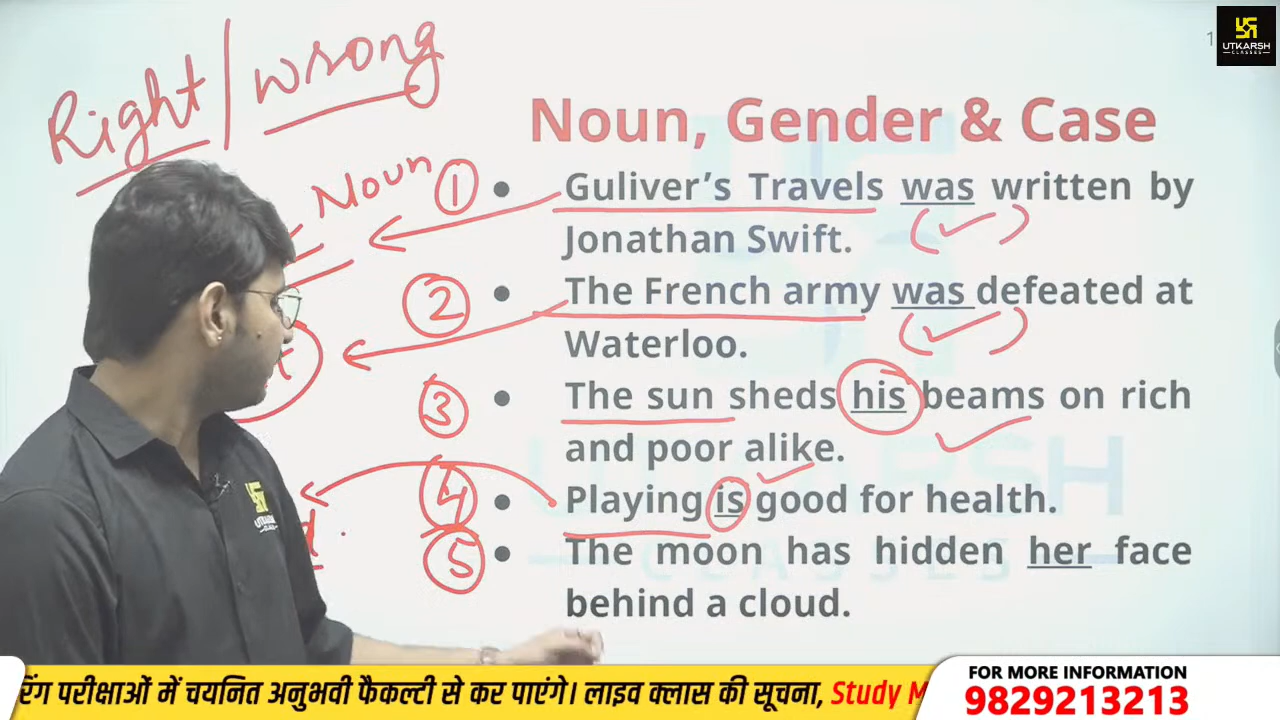 Right/wrong
UTKARSH
CLASSES
Noun, Gender & Case
Noun
1 • Guliver’s Travels was written by
Jonathan Swift.
2 • The French army was defeated at
Waterloo.
3 • The sun sheds his beams on rich
and poor alike.
4 • Playing is good for health.
5 • The moon has hidden her face
behind a cloud.
रिंग परीक्षाओं में चयनित अनुभवी फैकल्टी से कर पाएंगे। लाइव क्लास की सूचना, Study M
FOR MORE INFORMATION
9829213213